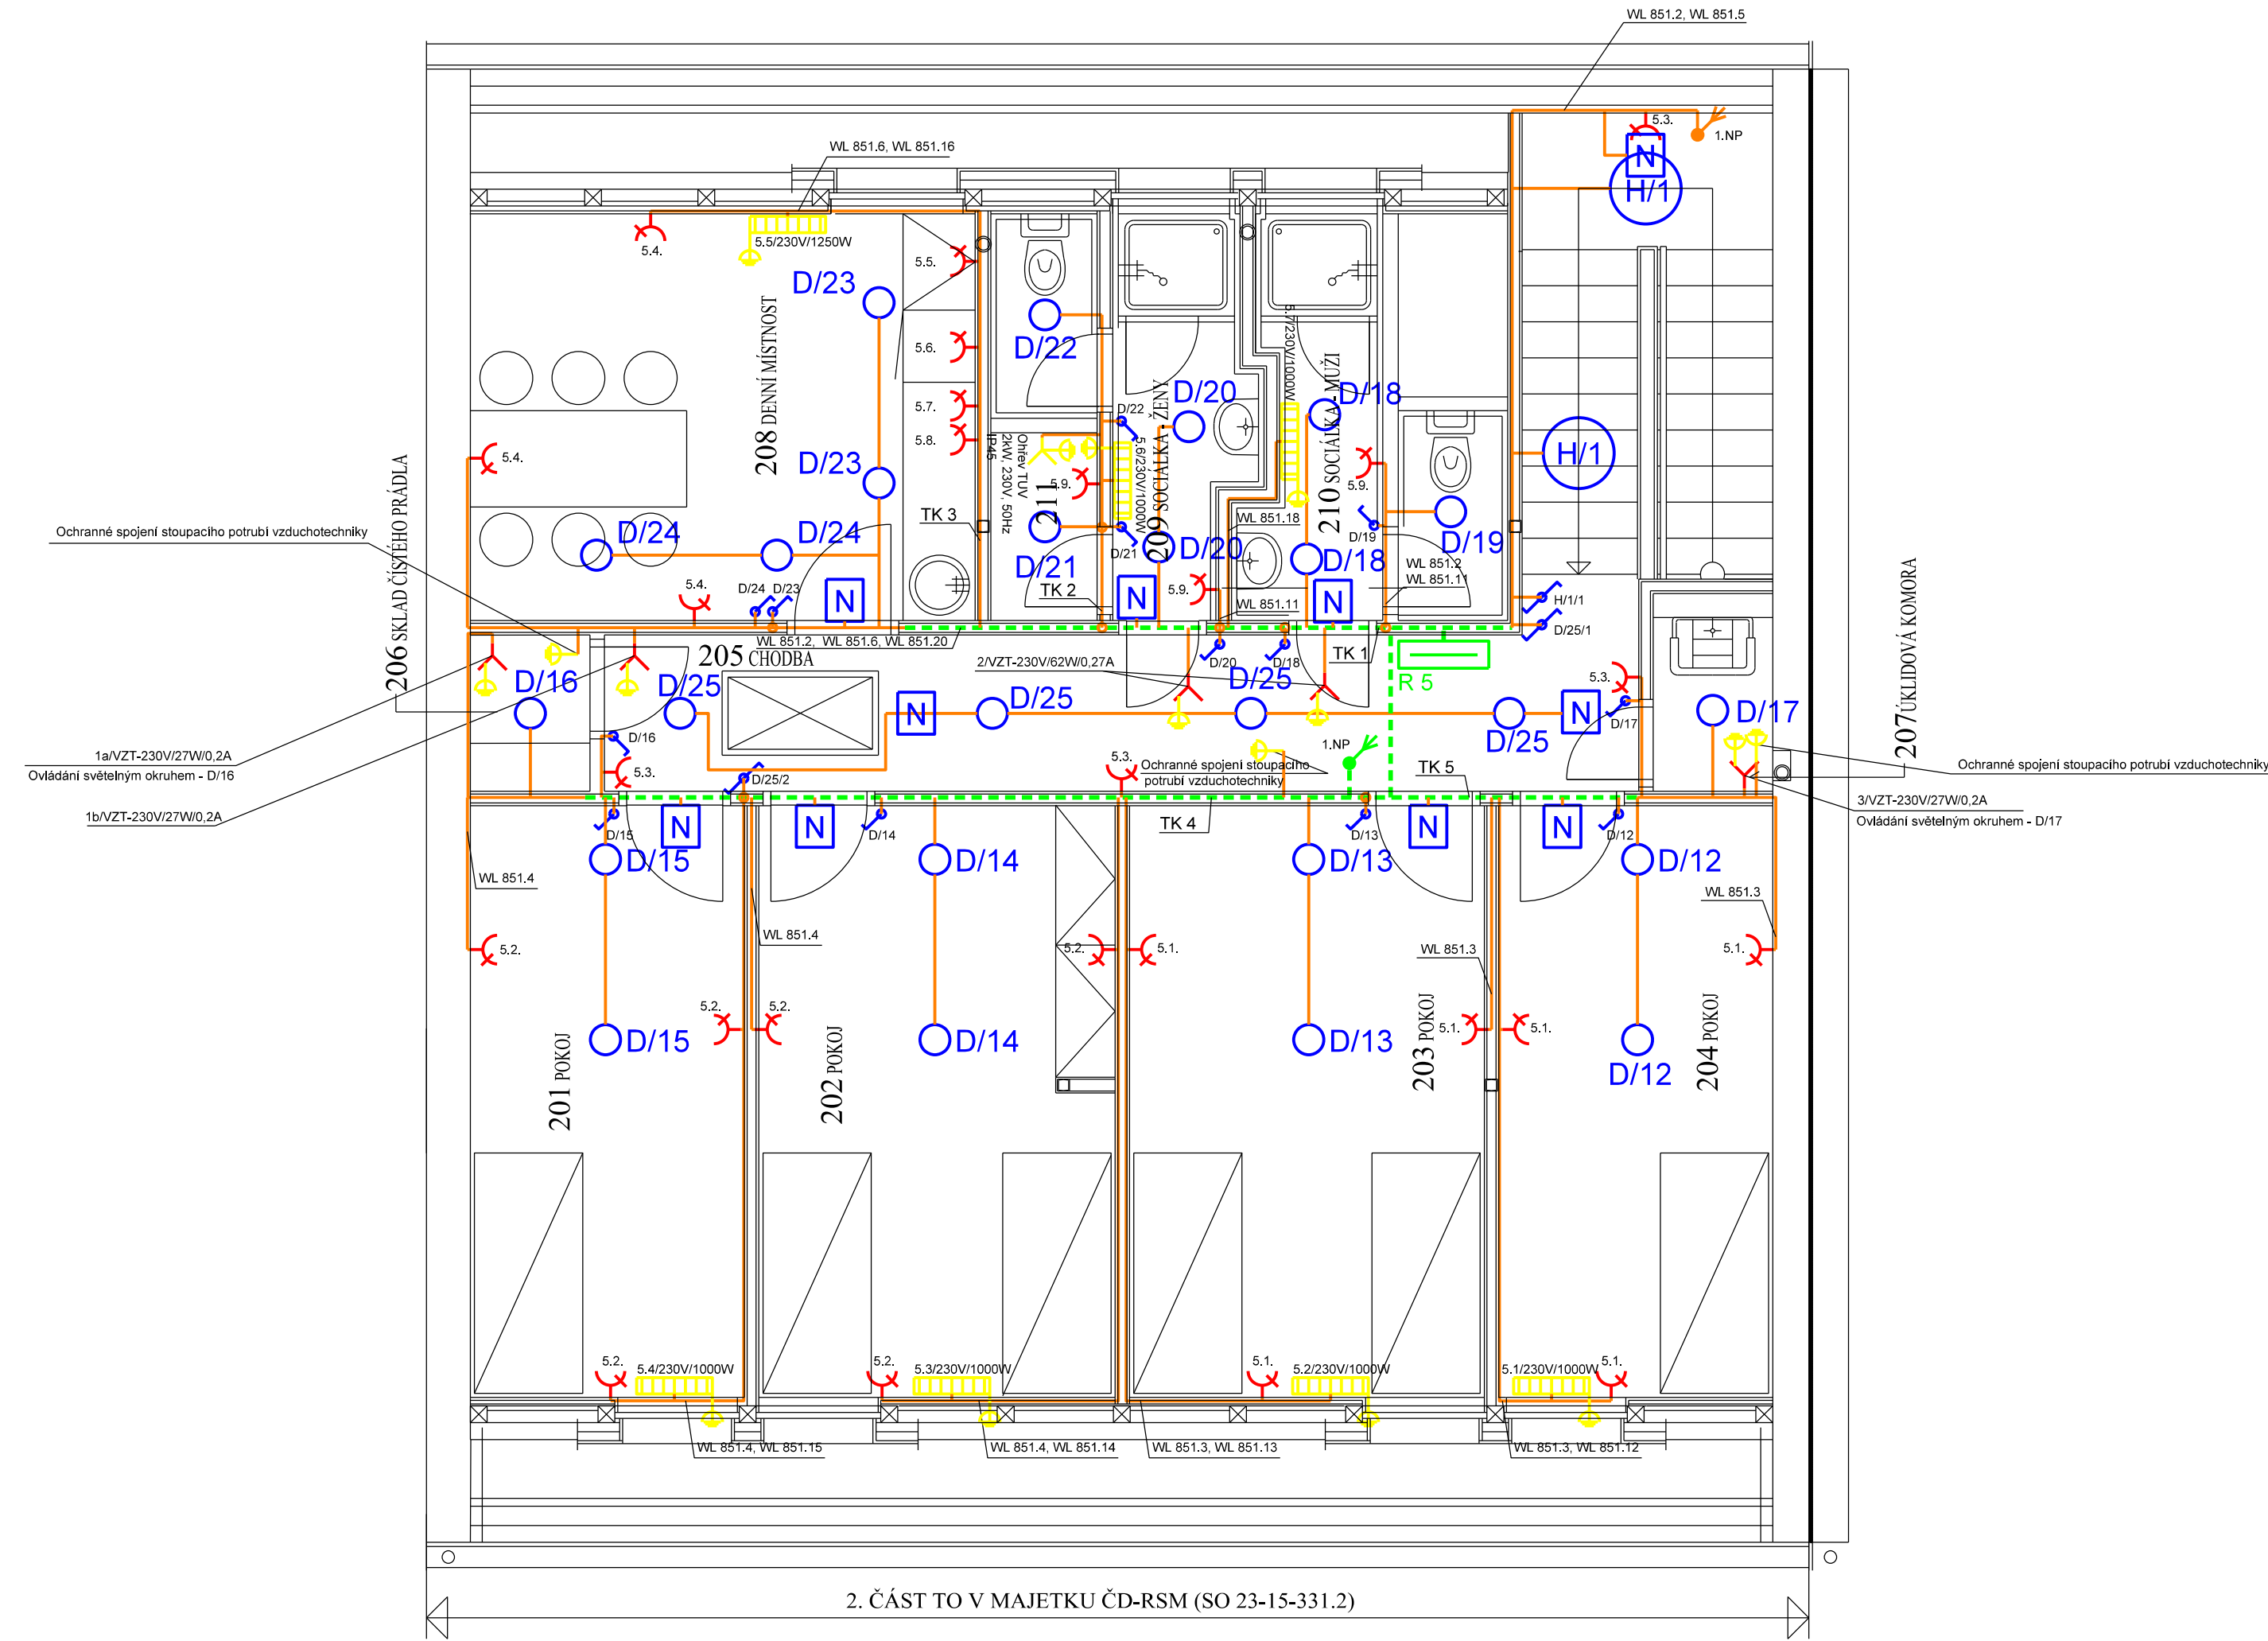 WL 851.2, WL 851.5
5.3.
1.NP
N
H/1
WL 851.6, WL 851.16
5.4.
5.5/230V/1250W
5.5.
D/23
D/22
5.6.
5.7/230V/1000W
208 DENNÍ MÍSTNOST
5.7.
5.8.
D/22
D/20
D/18
5.4.
D/23
H/1
Ohřev TUV
2kW, 230V, 50Hz
IP45
5.6/230V/1000W
211
5.9.
209 SOCIÁLKA - ŽENY
210 SOCIÁLKA - MUŽI
5.9.
TK 3
WL 851.18
D/19
D/19
Ochranné spojení stoupacího potrubí vzduchotechniky
206 SKLAD ČISTÉHO PRÁDLA
D/24
D/24
D/21
D/21
D/20
D/18
WL 851.2
WL 851.11
5.4.
D/24
D/23
N
TK 2
N
5.9.
WL 851.11
N
H/1/1
D/25/1
WL 851.2, WL 851.6, WL 851.20
205 CHODBA
2/VZT-230V/62W/0,27A
D/20
D/18
TK 1
R 5
5.3.
207 ÚKLIDOVÁ KOMORA
D/16
D/25
N
D/25
D/25
D/25
N
D/17
D/17
D/16
1a/VZT-230V/27W/0,2A
Ovládání světelným okruhem - D/16
5.3.
D/25/2
5.3.
1.NP
Ochranné spojení stoupacího
potrubí vzduchotechniky
TK 5
Ochranné spojení stoupacího potrubí vzduchotechniky
1b/VZT-230V/27W/0,2A
3/VZT-230V/27W/0,2A
Ovládání světelným okruhem - D/17
D/15
N
N
D/14
TK 4
D/13
N
N
D/12
D/15
D/14
D/13
D/12
WL 851.4
WL 851.3
WL 851.4
WL 851.3
5.2.
5.2.
5.1.
5.1.
5.2.
5.2.
5.1.
5.1.
D/15
D/14
D/13
D/12
201 POKOJ
202 POKOJ
203 POKOJ
204 POKOJ
5.2.
5.4/230V/1000W
5.2.
5.3/230V/1000W
5.1.
5.2/230V/1000W
5.1/230V/1000W
5.1.
WL 851.4, WL 851.15
WL 851.4, WL 851.14
WL 851.3, WL 851.13
WL 851.3, WL 851.12
2. ČÁST TO V MAJETKU ČD-RSM (SO 23-15-331.2)